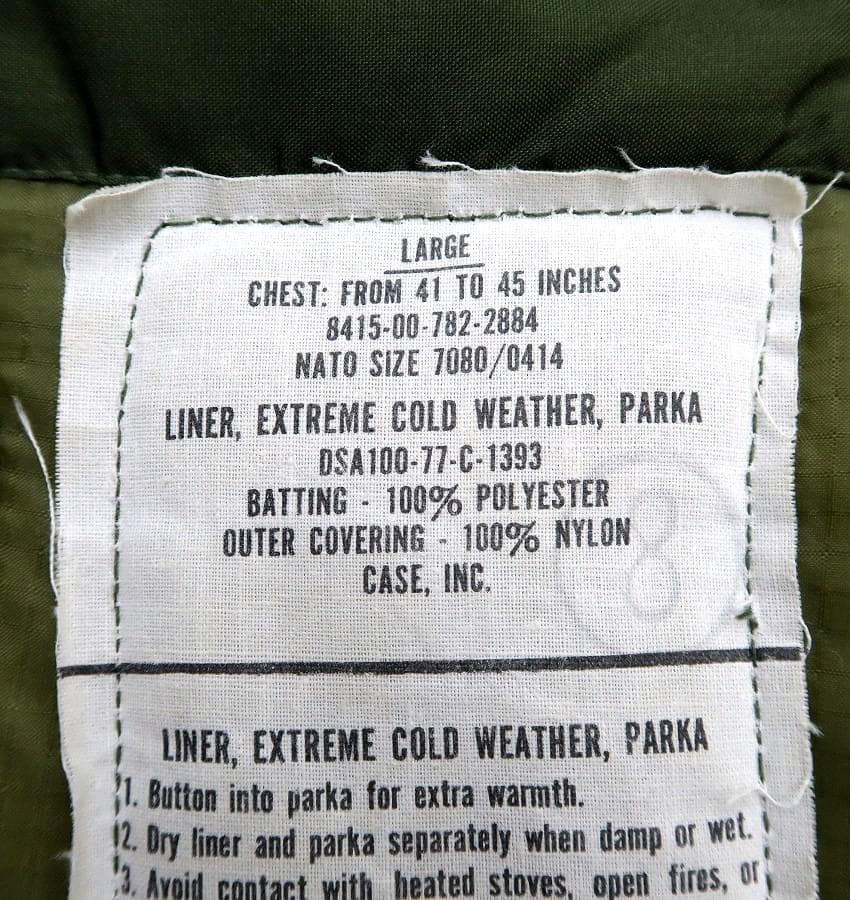 LARGE
CHEST: FROM 41 TO 45 INCHES
8415-00-782-2884
NATO SIZE 7080/0414
LINER, EXTREME COLD WEATHER, PARKA
DSA100-77-C-1393
BATTING - 100% POLYESTER
OUTER COVERING - 100% NYLON
CASE, INC.
8
LINER, EXTREME COLD WEATHER, PARKA
1. Button into parka for extra warmth.
2. Dry liner and parka separately when damp or wet.
3. Avoid contact with heated stoves, open fires, or